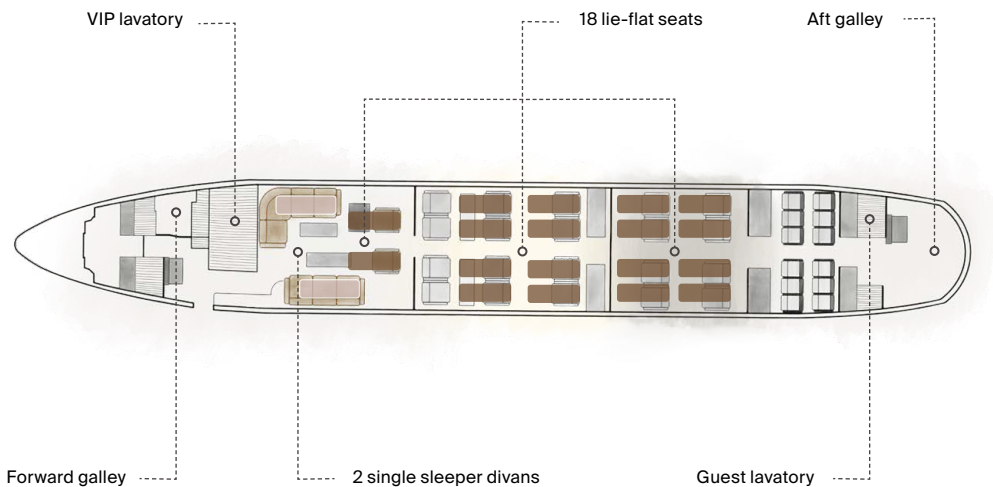 VIP lavatory
18 lie-flat seats
Aft galley
Forward galley
2 single sleeper divans
Guest lavatory